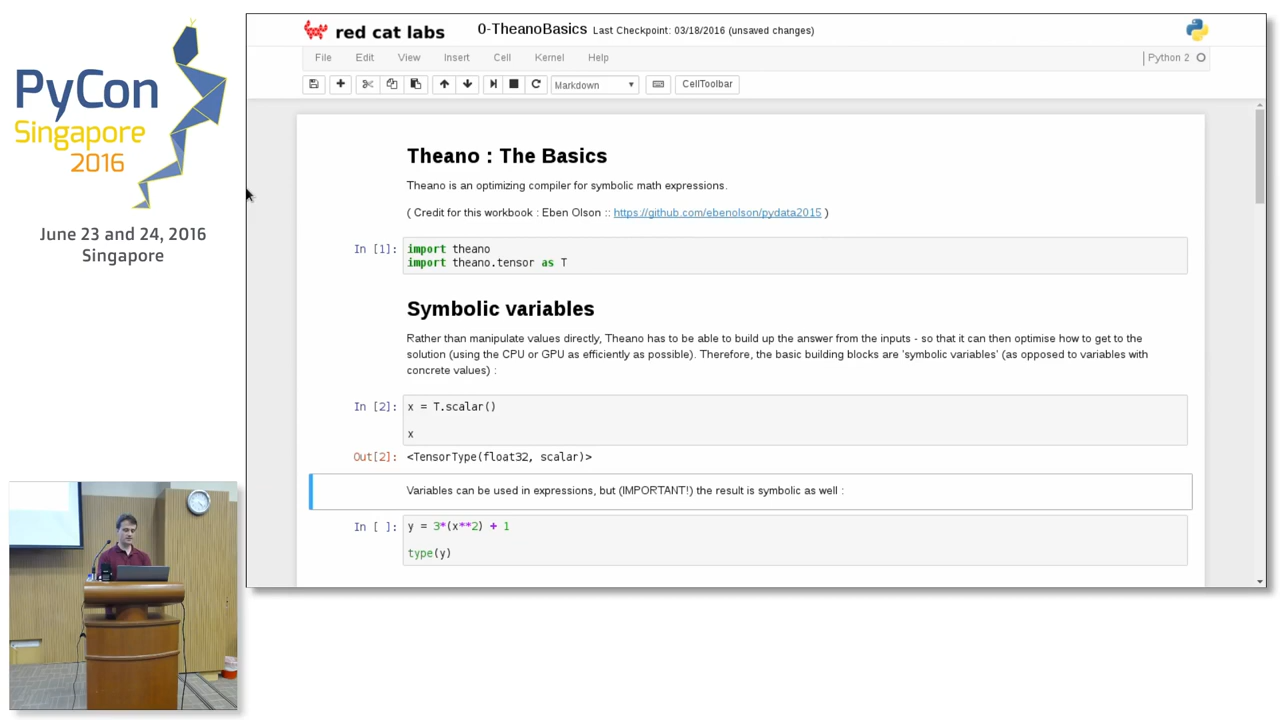 PyCon
Singapore
2016
June 23 and 24, 2016
Singapore
red cat labs
0-TheanoBasics Last Checkpoint: 03/18/2016 (unsaved changes)
File Edit View Insert Cell Kernel Help
Python 2
Markdown
CellToolbar
Theano : The Basics
Theano is an optimizing compiler for symbolic math expressions.
( Credit for this workbook : Eben Olson :: https://github.com/ebenolson/pydata2015 )
In [1]: import theano
import theano.tensor as T
Symbolic variables
Rather than manipulate values directly, Theano has to be able to build up the answer from the inputs - so that it can then optimise how to get to the
solution (using the CPU or GPU as efficiently as possible). Therefore, the basic building blocks are 'symbolic variables' (as opposed to variables with
concrete values) :
In [2]: x = T.scalar()
x
Out[2]: <TensorType(float32, scalar)>
Variables can be used in expressions, but (IMPORTANT!) the result is symbolic as well :
In [ ]: y = 3*(x**2) + 1
type(y)